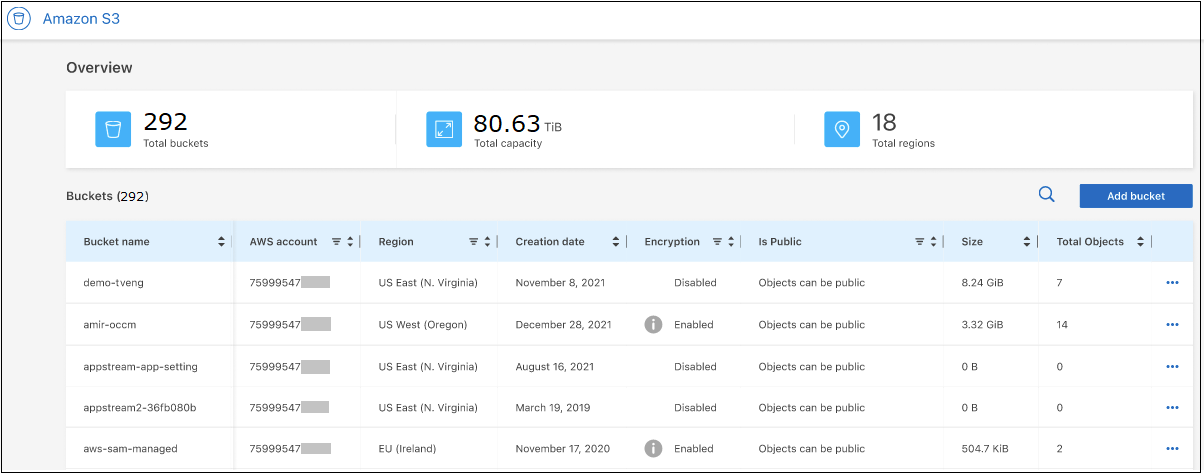 Amazon S3
Overview
292
Total buckets
80.63 TiB
Total capacity
18
Total regions
Buckets (292)
Add bucket
Bucket name AWS account Region Creation date Encryption Is Public Size Total Objects
demo-tveng 75999547 US East (N. Virginia) November 8, 2021 Disabled Objects can be public 8.24 GiB 7
amir-occm 75999547 US West (Oregon) December 28, 2021 Enabled Objects can be public 3.32 GiB 14
appstream-app-setting 75999547 US East (N. Virginia) August 16, 2021 Disabled Objects can be public 0 B 0
appstream2-36fb080b 75999547 US East (N. Virginia) March 19, 2019 Disabled Objects can be public 0 B 0
aws-sam-managed 75999547 EU (Ireland) November 17, 2020 Enabled Objects can be public 504.7 KiB 2